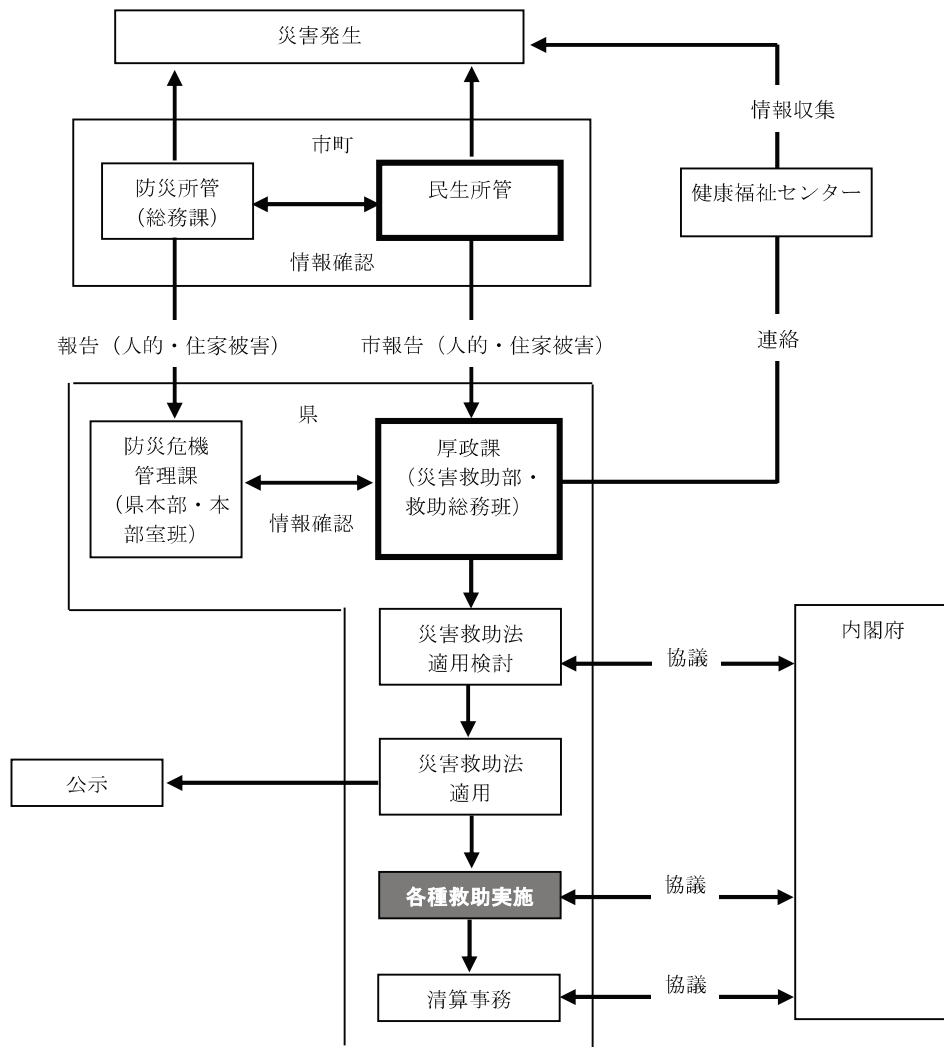 災害発生
情報収集
市町
防災所管
（総務課）
民生所管
健康福祉センター
情報確認
報告（人的・住家被害）
市報告（人的・住家被害）
連絡
県
防災危機
管理課
（県本部・本
部室班）
厚政課
（災害救助部・
救助総務班）
情報確認
災害救助法
適用検討
協議
内閣府
災害救助法
適用
公示
各種救助実施
協議
清算事務
協議